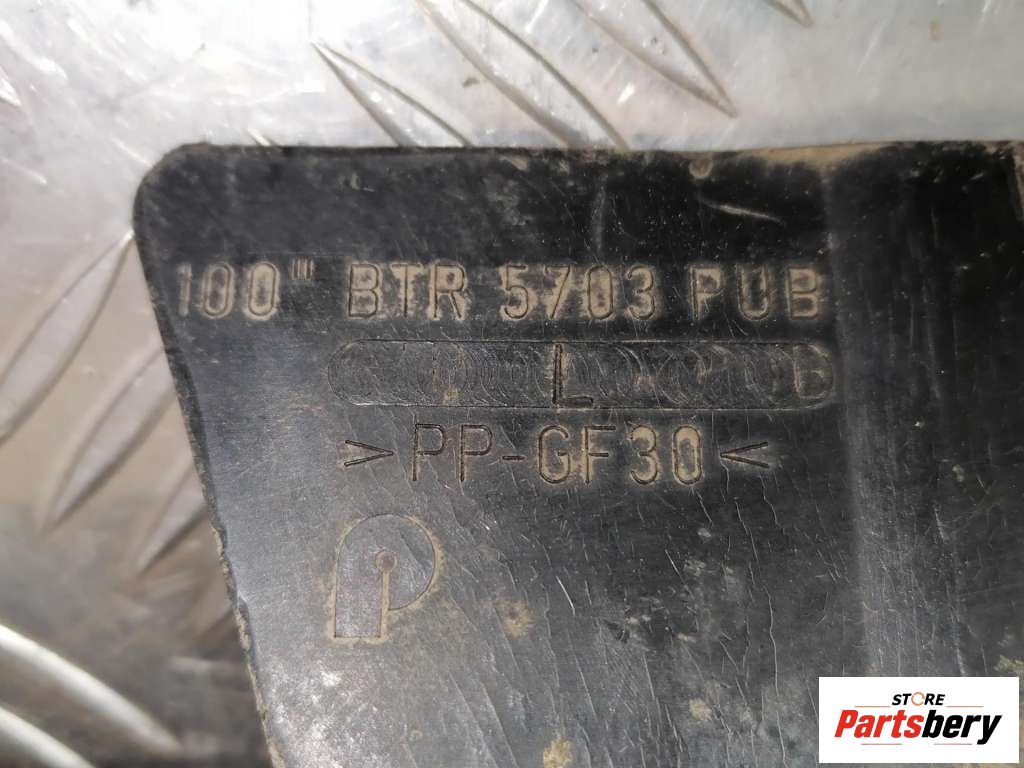 100" BTR 5703 PUB
L
>PP-GF30<
STORE
Partsbery